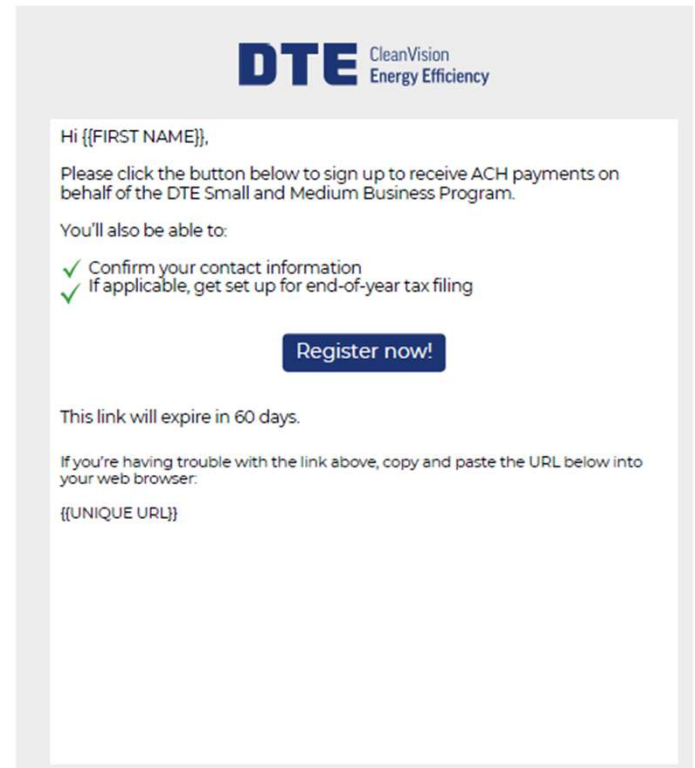 DTE CleanVision
Energy Efficiency
Hi {{FIRST NAME}},
Please click the button below to sign up to receive ACH payments on
behalf of the DTE Small and Medium Business Program.
You'll also be able to:
✓ Confirm your contact information
✓ If applicable, get set up for end-of-year tax filing
Register now!
This link will expire in 60 days.
If you're having trouble with the link above, copy and paste the URL below into
your web browser:
{{UNIQUE URL}}